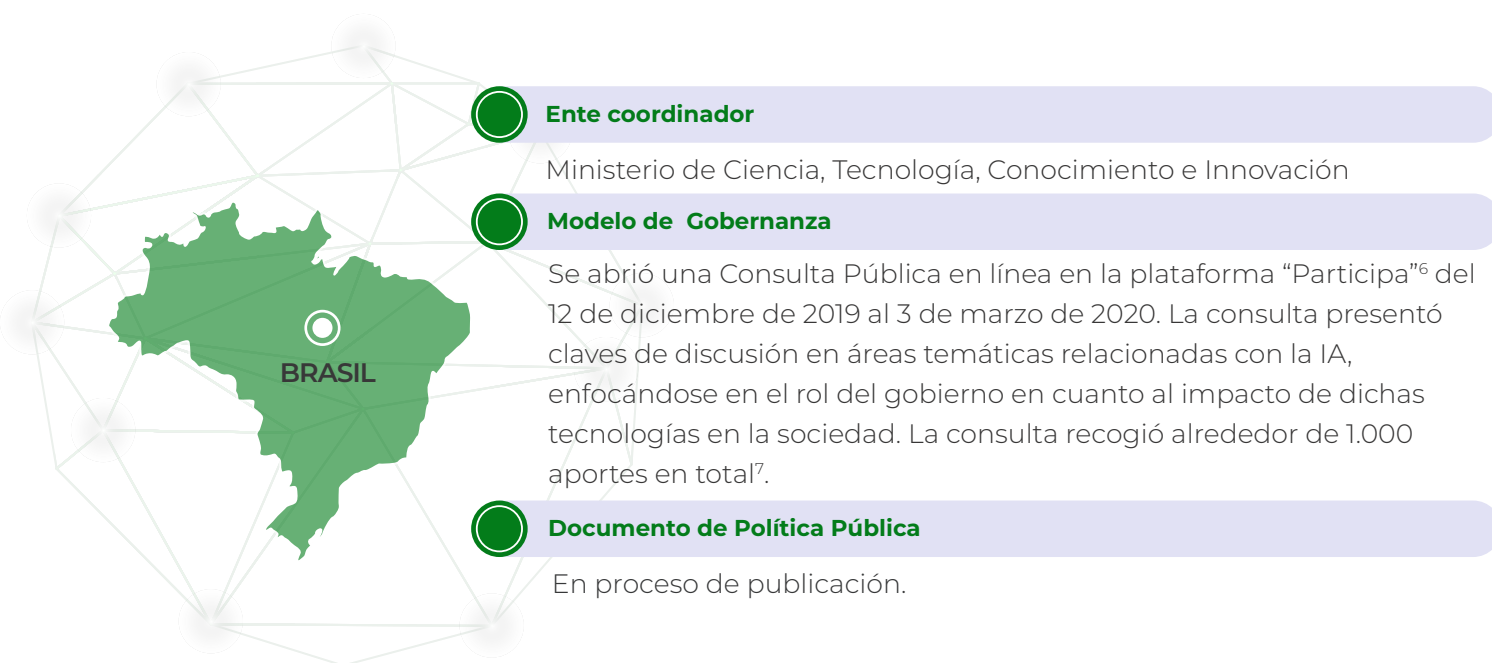 Ente coordinador
Ministerio de Ciencia, Tecnología, Conocimiento e Innovación
Modelo de Gobernanza
Se abrió una Consulta Pública en línea en la plataforma “Participa”⁶ del
12 de diciembre de 2019 al 3 de marzo de 2020. La consulta presentó
claves de discusión en áreas temáticas relacionadas con la IA,
enfocándose en el rol del gobierno en cuanto al impacto de dichas
tecnologías en la sociedad. La consulta recogió alrededor de 1.000
aportes en total⁷.
Documento de Política Pública
En proceso de publicación.
BRASIL